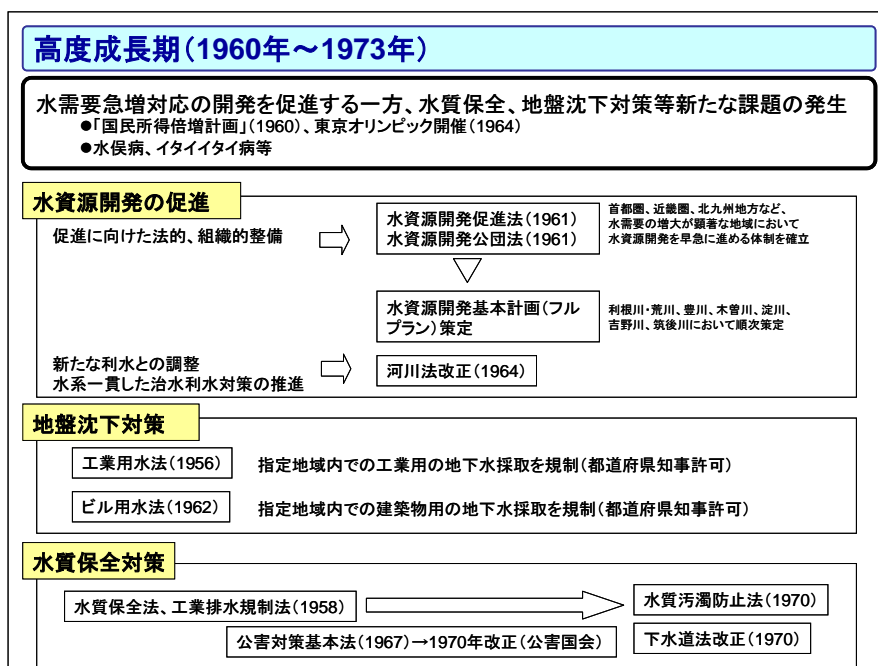 高度成長期(1960年～1973年)
水需要急増対応の開発を促進する一方、水質保全、地盤沈下対策等新たな課題の発生
●「国民所得倍増計画」(1960)、東京オリンピック開催(1964)
●水俣病、イタイイタイ病等
水資源開発の促進
促進に向けた法的、組織的整備
水資源開発促進法(1961)
水資源開発公団法(1961)
首都圏、近畿圏、北九州地方など、
水需要の増大が顕著な地域において
水資源開発を早急に進める体制を確立
水資源開発基本計画(フル
プラン)策定
利根川・荒川、豊川、木曽川、淀川、
吉野川、筑後川において順次策定
新たな利水との調整
水系一貫した治水利水対策の推進
河川法改正(1964)
地盤沈下対策
工業用水法(1956)
指定地域内での工業用の地下水採取を規制(都道府県知事許可)
ビル用水法(1962)
指定地域内での建築物用の地下水採取を規制(都道府県知事許可)
水質保全対策
水質保全法、工業排水規制法(1958)
水質汚濁防止法(1970)
公害対策基本法(1967)→1970年改正(公害国会)
下水道法改正(1970)